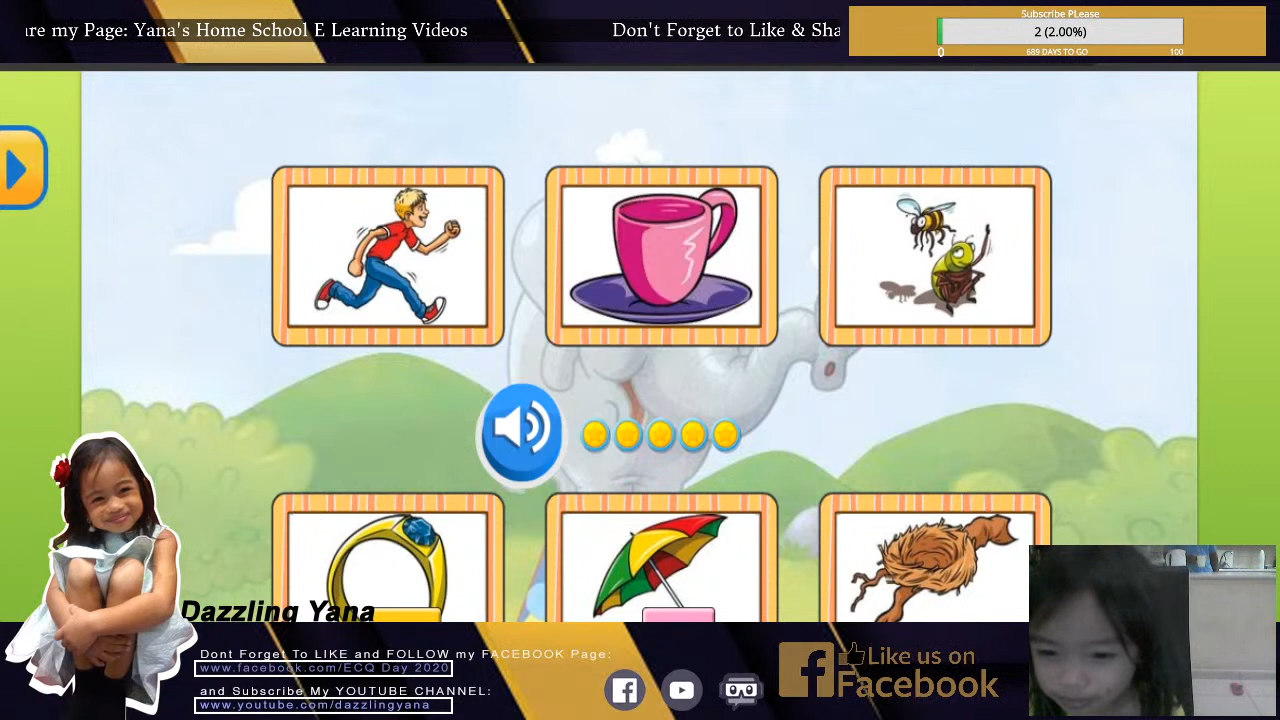 are my Page: Yana's Home School E Learning Videos
Don't Forget to Like & Sha
Subscribe PLease
2 (2.00%)
0
689 DAYS TO GO
100
Dazzling Yana
Dont Forget To LIKE and FOLLOW my FACEBOOK Page:
www.facebook.com/ECQ Day 2020
and Subscribe My YOUTUBE CHANNEL:
www.youtube.com/dazzlingyana
Like us on
Facebook